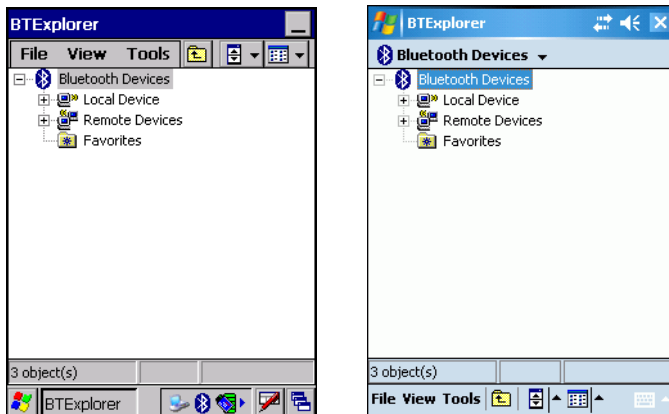 BTExplorer
File View Tools
Bluetooth Devices
Local Device
Remote Devices
Favorites
3 object(s)
BTExplorer
BTExplorer
Bluetooth Devices
Bluetooth Devices
Local Device
Remote Devices
Favorites
3 object(s)
File View Tools